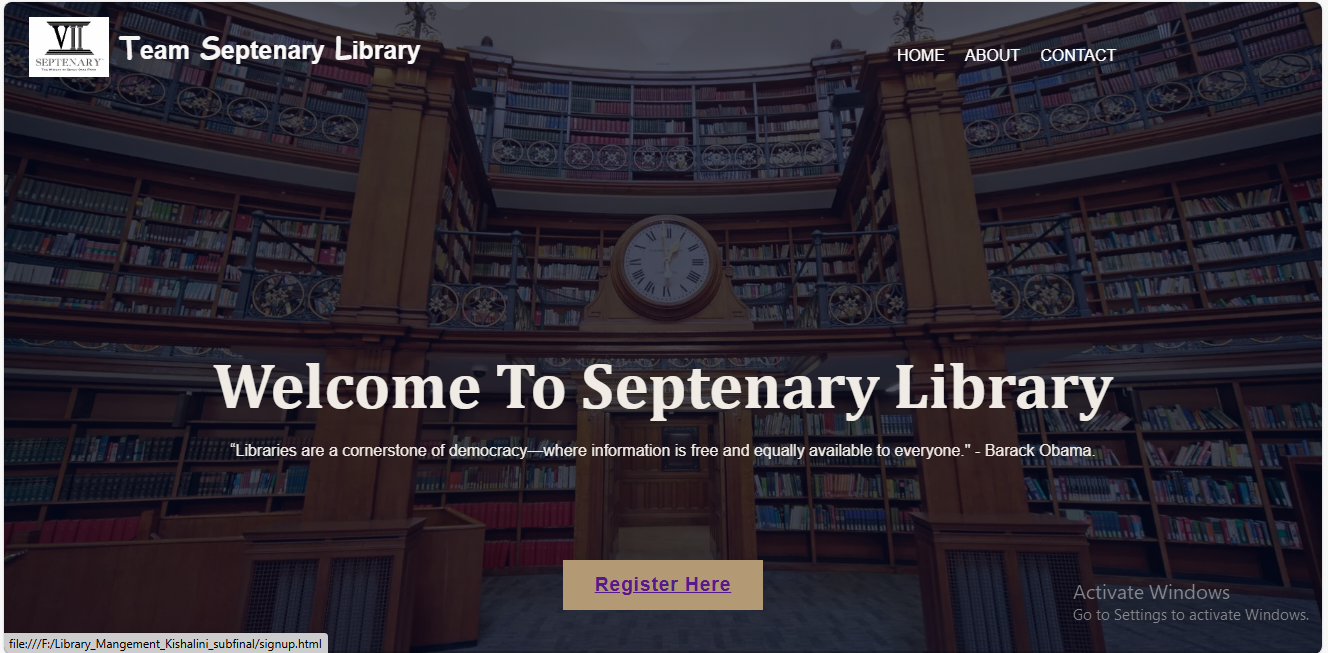 VII
SEPTENARY
Team Septenary Library
HOME ABOUT CONTACT
Welcome To Septenary Library
“Libraries are a cornerstone of democracy—where information is free and equally available to everyone." - Barack Obama.
Register Here
Activate Windows
Go to Settings to activate Windows.
file:///F:/Library_Mangement_Kishalini_subfinal/signup.html